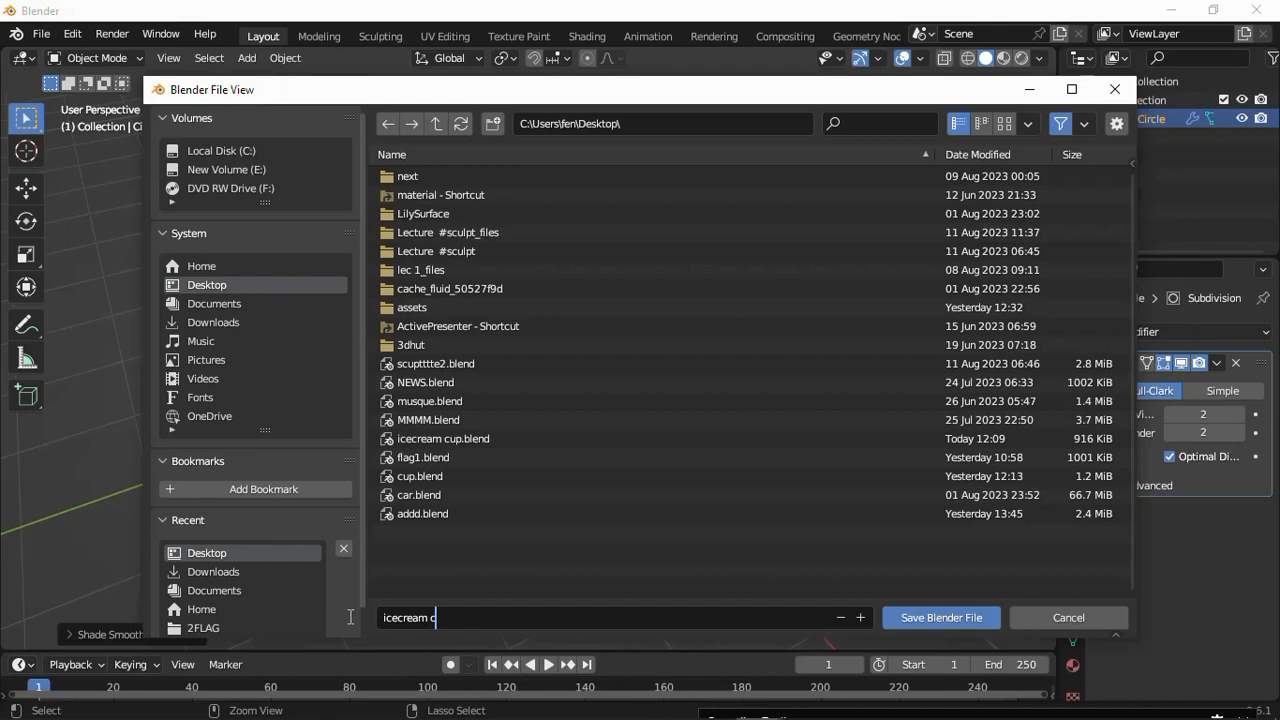 Blender
File Edit Render Window Help Layout Modeling Sculpting UV Editing Texture Paint Shading Animation Rendering Compositing Geometry Noc Scene ViewLayer
Object Mode View Select Add Object Global
User Perspective
(1) Collection | Ci
Blender File View
Volumes
Local Disk (C:)
New Volume (E:)
DVD RW Drive (F:)
System
Home
Desktop
Documents
Downloads
Music
Pictures
Videos
Fonts
OneDrive
Bookmarks
Add Bookmark
Recent
Desktop
Downloads
Documents
Home
2FLAG
C:\Users\fen\Desktop\
Name Date Modified Size
next 09 Aug 2023 00:05
material - Shortcut 12 Jun 2023 21:33
LilySurface 01 Aug 2023 23:02
Lecture #sculpt_files 11 Aug 2023 11:37
Lecture #sculpt 11 Aug 2023 06:45
lec 1_files 08 Aug 2023 09:11
cache_fluid_50527f9d 01 Aug 2023 22:56
assets Yesterday 12:32
ActivePresenter - Shortcut 15 Jun 2023 06:59
3dhut 19 Jun 2023 07:18
scuptttte2.blend 11 Aug 2023 06:46 2.8 MiB
NEWS.blend 24 Jul 2023 06:33 1002 KiB
musque.blend 26 Jun 2023 05:47 1.4 MiB
MMMM.blend 25 Jul 2023 22:50 3.7 MiB
icecream cup.blend Today 12:09 916 KiB
flag1.blend Yesterday 10:58 1001 KiB
cup.blend Yesterday 12:13 1.2 MiB
car.blend 01 Aug 2023 23:52 66.7 MiB
addd.blend Yesterday 13:45 2.4 MiB
icecream c Save Blender File Cancel
ollection
ection
Circle
le Subdivision
difier
ull-Clark Simple
Vi... 2
nder 2
Optimal Di...
dvanced
Shade Smooth
Playback Keying View Marker 1 Start 1 End 250
1 20 40 60 80 100 120 140 160 180 200 220 240
Select Zoom View Lasso Select